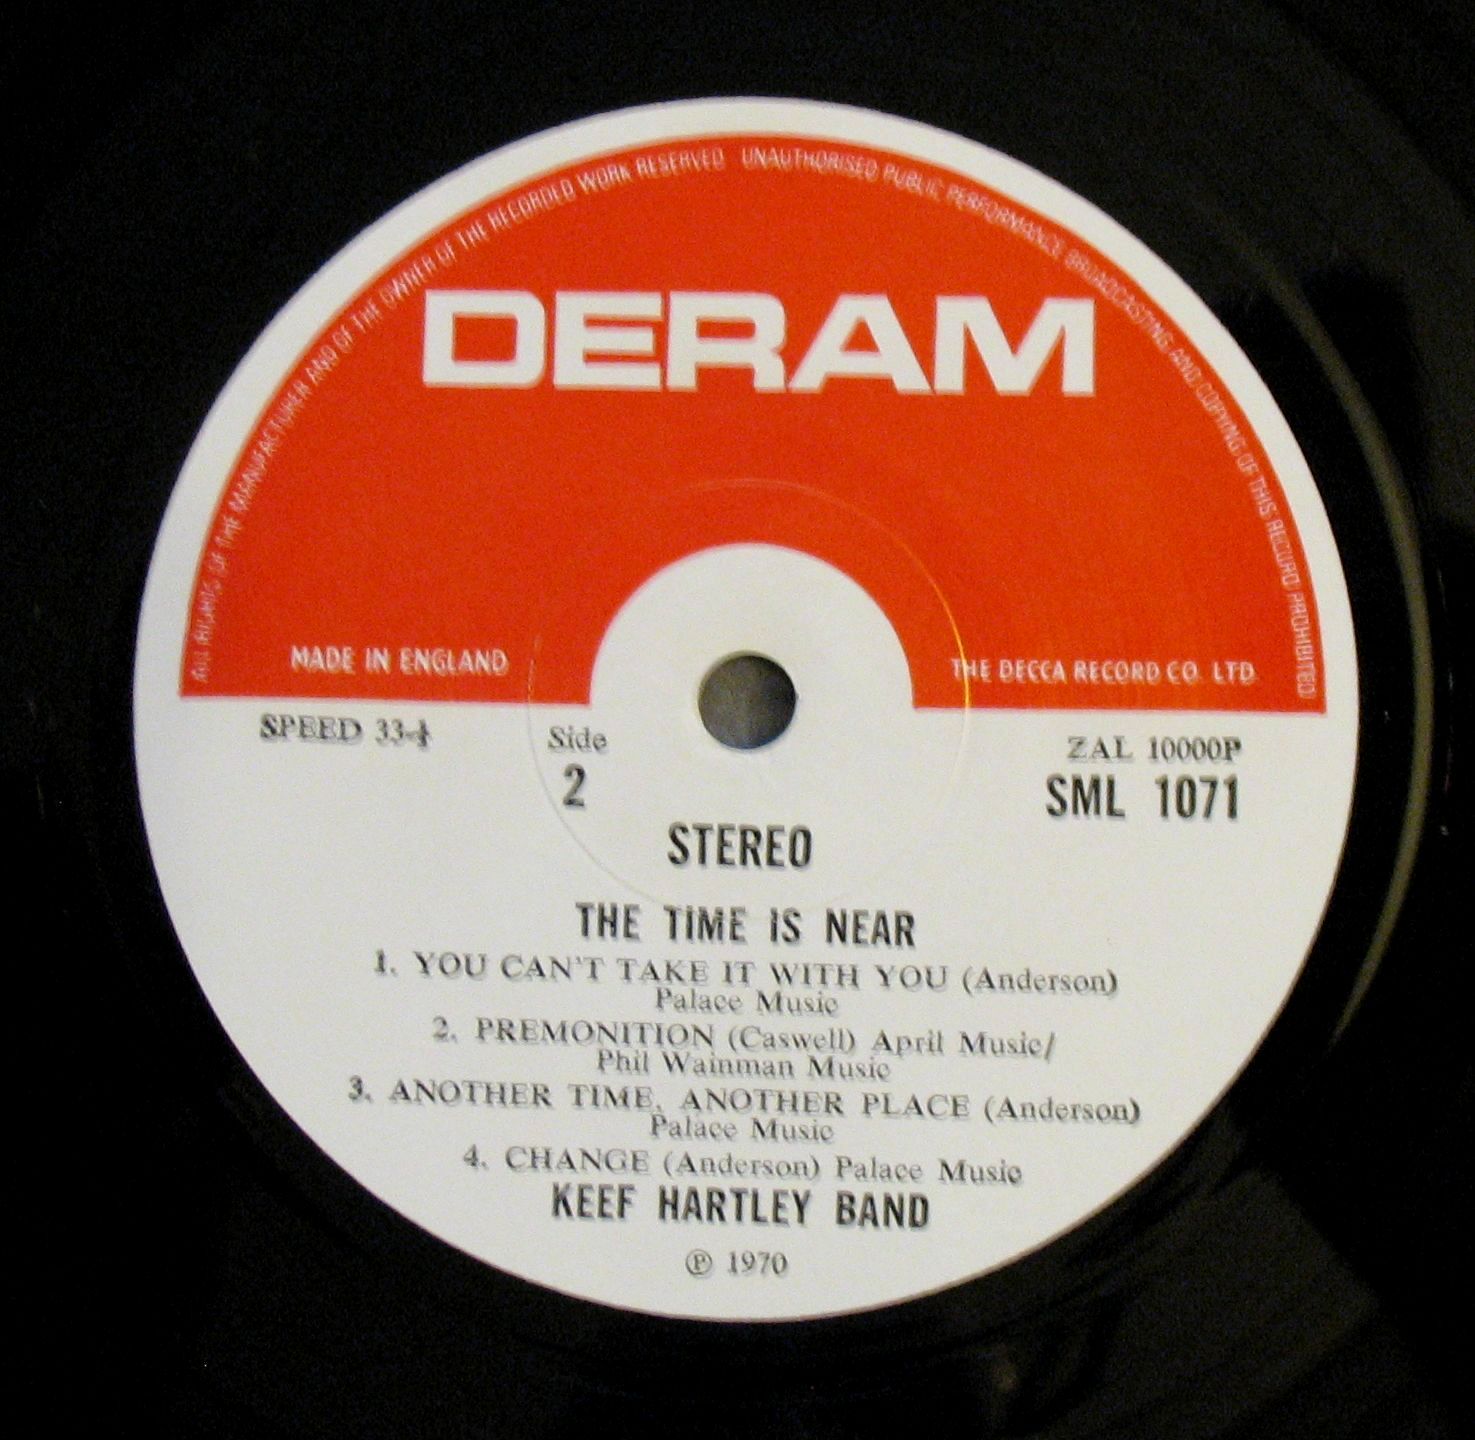 ALL RIGHTS OF THE MANUFACTURER AND OF THE OWNER OF THE RECORDED WORK RESERVED UNAUTHORISED PUBLIC PERFORMANCE BROADCASTING AND COPYING OF THIS RECORD PROHIBITED
DERAM
MADE IN ENGLAND
THE DECCA RECORD CO. LTD.
SPEED 33⅓
Side
2
ZAL 10000P
SML 1071
STEREO
THE TIME IS NEAR
1. YOU CAN'T TAKE IT WITH YOU (Anderson)
Palace Music
2. PREMONITION (Caswell) April Music/
Phil Wainman Music
3. ANOTHER TIME, ANOTHER PLACE (Anderson)
Palace Music
4. CHANGE (Anderson) Palace Music
KEEF HARTLEY BAND
℗ 1970